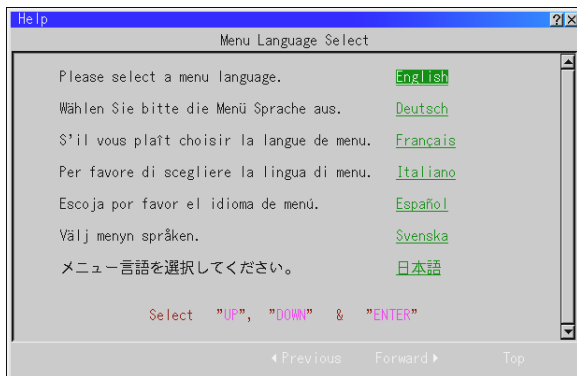 Help
Menu Language Select
Please select a menu language. English
Wählen Sie bitte die Menü Sprache aus. Deutsch
S'il vous plaît choisir la langue de menu. Français
Per favore di scegliere la lingua di menu. Italiano
Escoja por favor el idioma de menú. Español
Välj menyn språken. Svenska
メニュー言語を選択してください。 日本語
Select "UP", "DOWN" & "ENTER"
Previous Forward Top